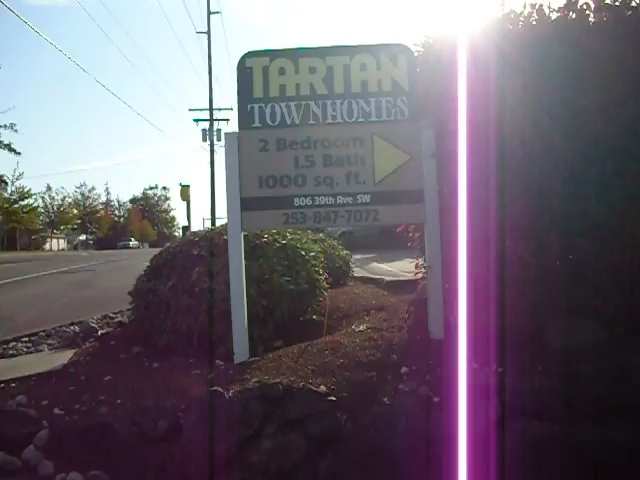 TARTAN
TOWNHOMES
2 Bedroom
1.5 Bath
1000 sq. ft.
806 39th Ave SW
253-847-7072